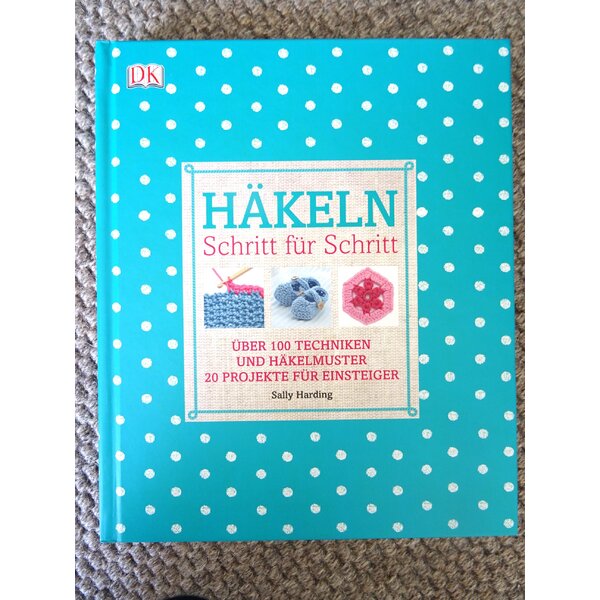 DK
HÄKELN
Schritt für Schritt
ÜBER 100 TECHNIKEN
UND HÄKELMUSTER
20 PROJEKTE FÜR EINSTEIGER
Sally Harding